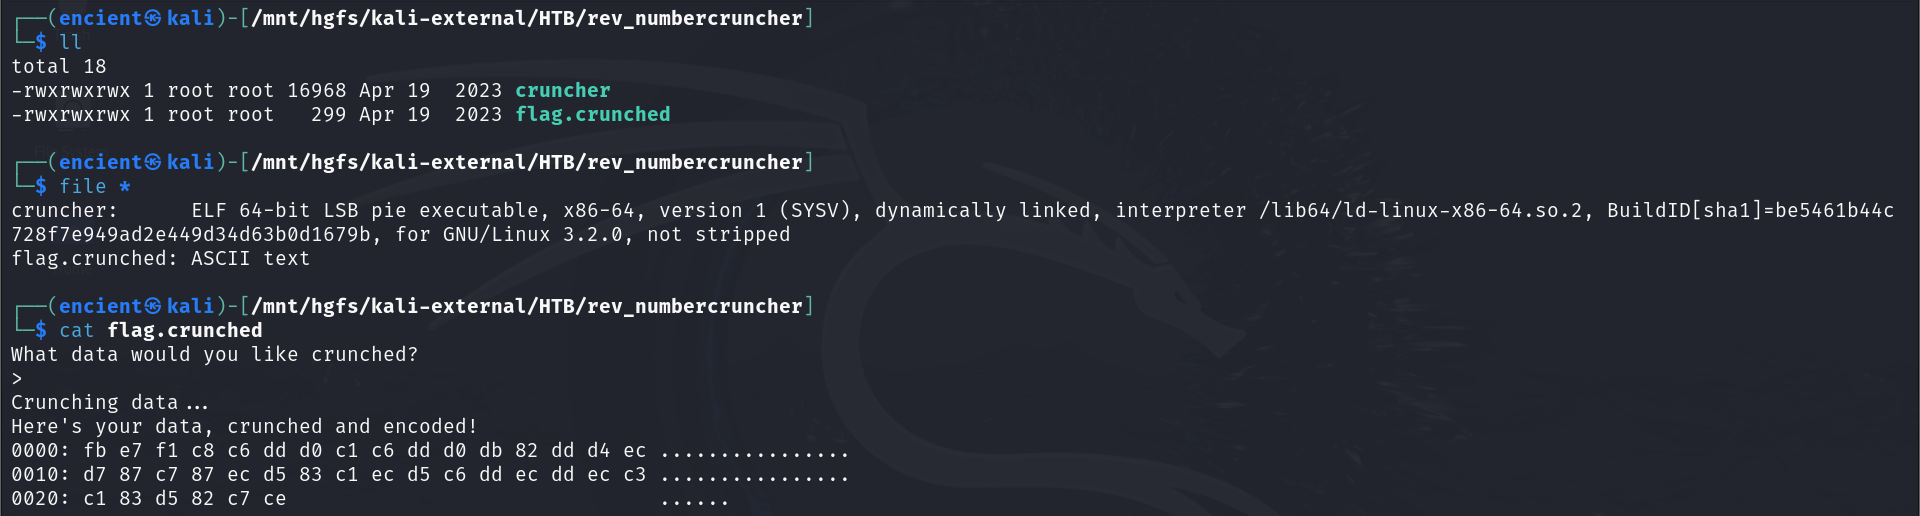 ┌──(encient㉿kali)-[/mnt/hgfs/kali-external/HTB/rev_numbercruncher]
└─$ ll
total 18
-rwxrwxrwx 1 root root 16968 Apr 19  2023 cruncher
-rwxrwxrwx 1 root root   299 Apr 19  2023 flag.crunched
┌──(encient㉿kali)-[/mnt/hgfs/kali-external/HTB/rev_numbercruncher]
└─$ file *
cruncher:      ELF 64-bit LSB pie executable, x86-64, version 1 (SYSV), dynamically linked, interpreter /lib64/ld-linux-x86-64.so.2, BuildID[sha1]=be5461b44c
728f7e949ad2e449d34d63b0d1679b, for GNU/Linux 3.2.0, not stripped
flag.crunched: ASCII text
┌──(encient㉿kali)-[/mnt/hgfs/kali-external/HTB/rev_numbercruncher]
└─$ cat flag.crunched
What data would you like crunched?
>
Crunching data...
Here's your data, crunched and encoded!
0000: fb e7 f1 c8 c6 dd d0 c1 c6 dd d0 db 82 dd d4 ec ................
0010: d7 87 c7 87 ec d5 83 c1 ec d5 c6 dd ec dd ec c3 ................
0020: c1 83 d5 82 c7 ce                               ......